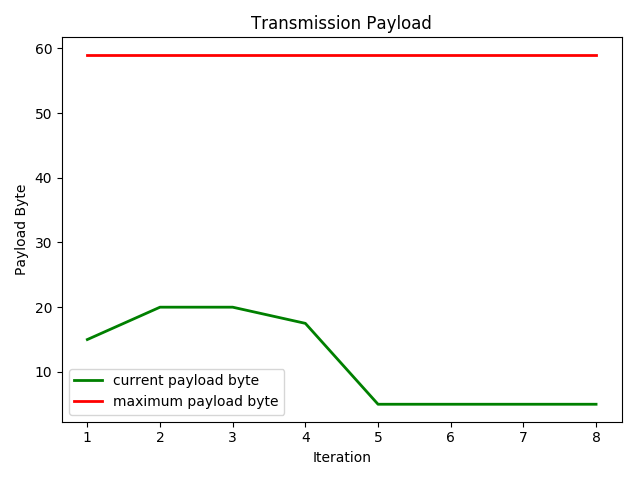 Transmission Payload
60
50
40
30
20
10
Payload Byte
current payload byte
maximum payload byte
1 2 3 4 5 6 7 8
Iteration